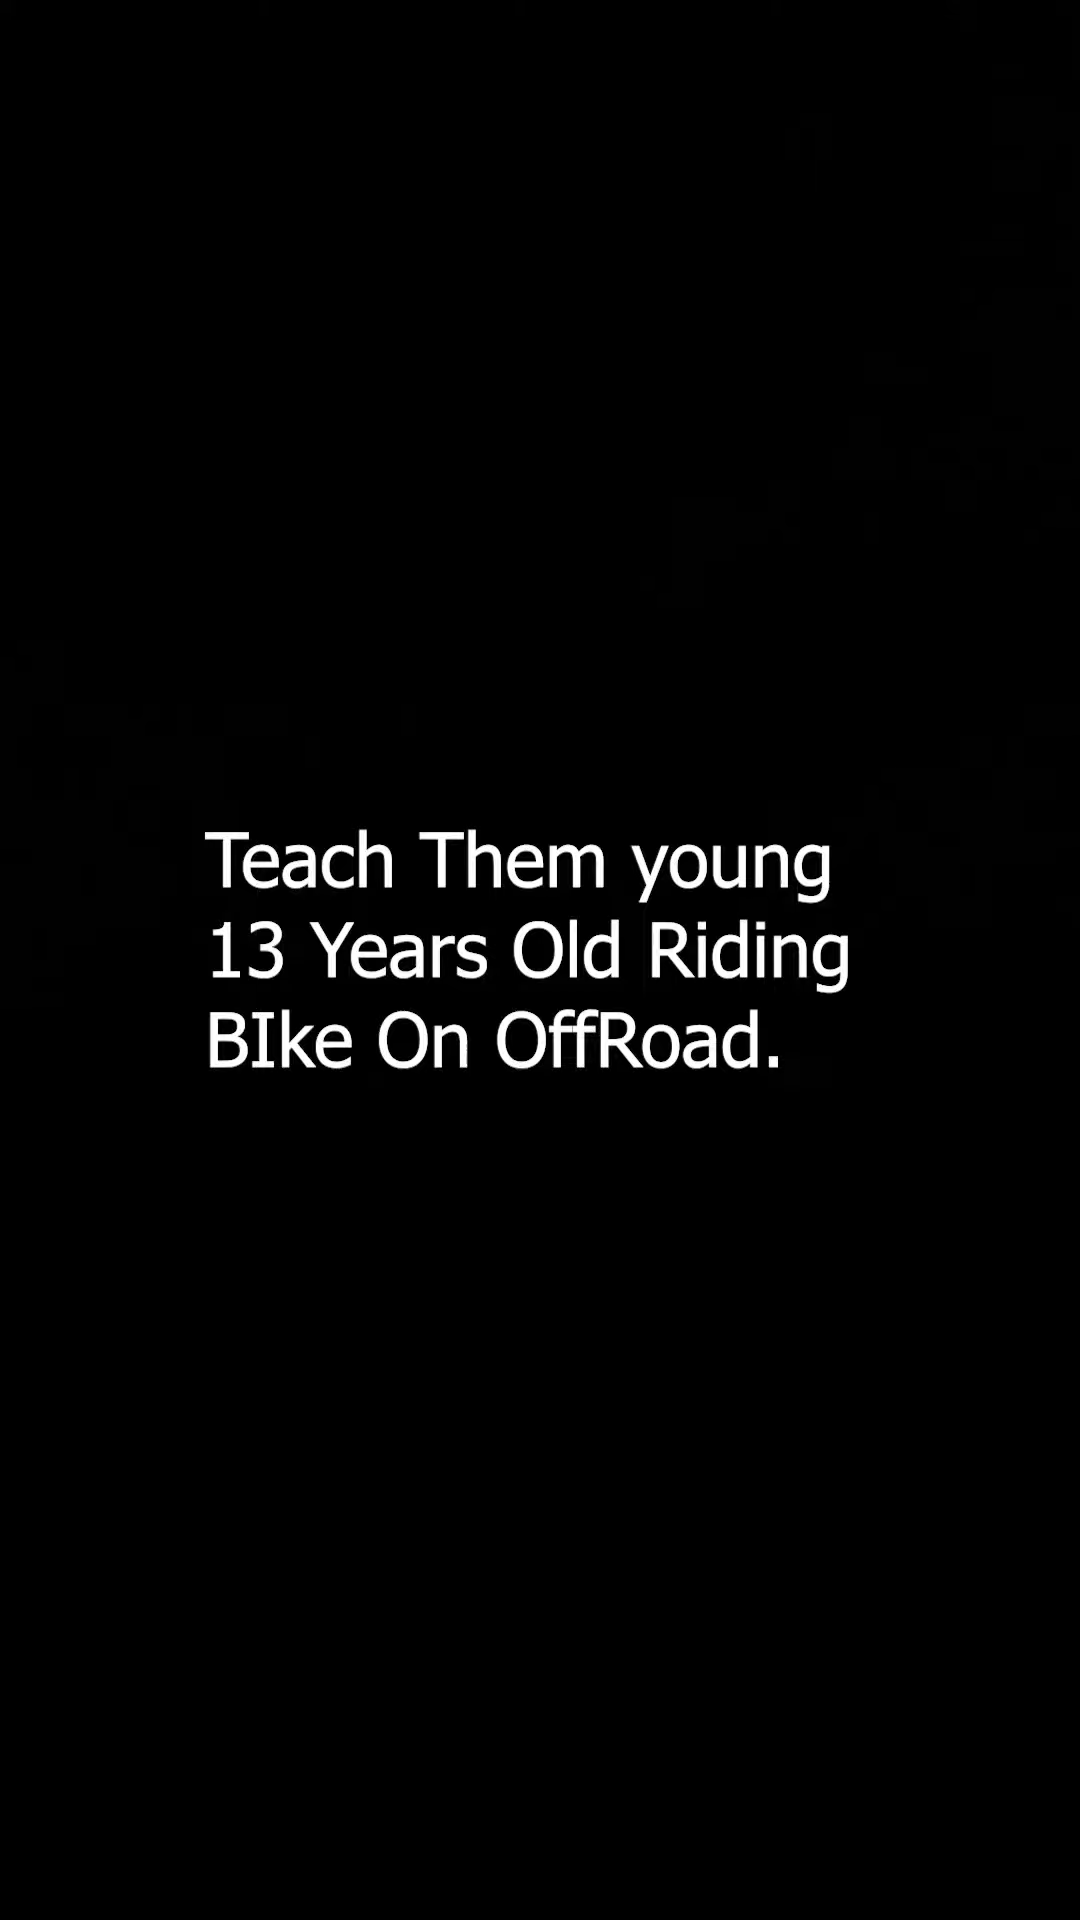 Teach Them young
13 Years Old Riding
BIke On OffRoad.